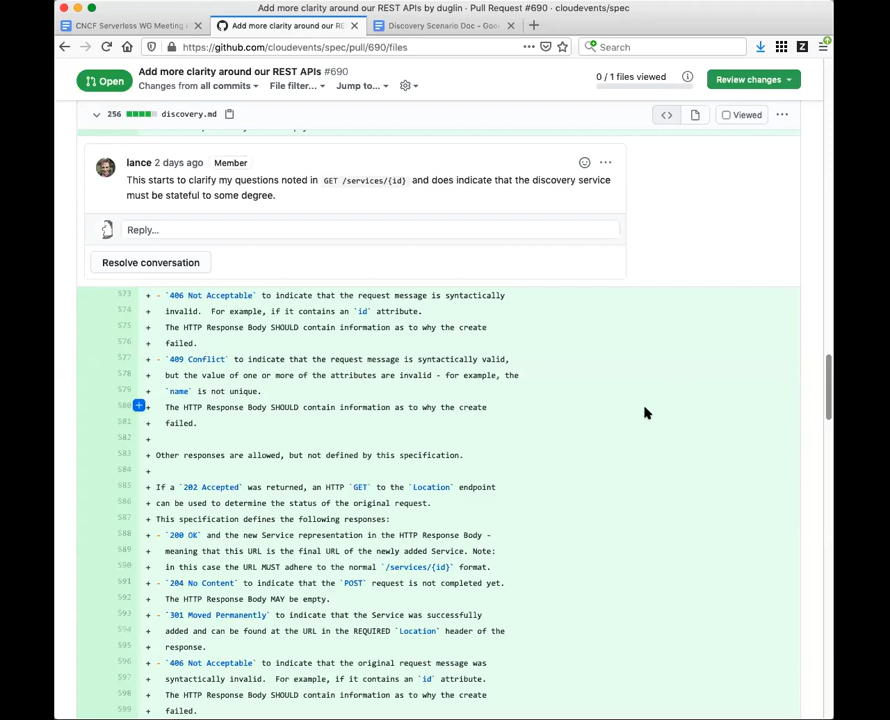 Add more clarity around our REST APIs by duglin · Pull Request #690 · cloudevents/spec
CNCF Serverless WG Meeting
Add more clarity around our RE
Discovery Scenario Doc - Goo
https://github.com/cloudevents/spec/pull/690/files
Search
Open
Add more clarity around our REST APIs #690
Changes from all commits
File filter...
Jump to...
0 / 1 files viewed
Review changes
256 discovery.md
Viewed
lance 2 days ago Member
This starts to clarify my questions noted in GET /services/{id} and does indicate that the discovery service
must be stateful to some degree.
Reply...
Resolve conversation
573 + - `406 Not Acceptable` to indicate that the request message is syntactically
574 + invalid. For example, if it contains an `id` attribute.
575 + The HTTP Response Body SHOULD contain information as to why the create
576 + failed.
577 + - `409 Conflict` to indicate that the request message is syntactically valid,
578 + but the value of one or more of the attributes are invalid - for example, the
579 + `name` is not unique.
580 + The HTTP Response Body SHOULD contain information as to why the create
581 + failed.
582 +
583 + Other responses are allowed, but not defined by this specification.
584 +
585 + If a `202 Accepted` was returned, an HTTP `GET` to the `Location` endpoint
586 + can be used to determine the status of the original request.
587 + This specification defines the following responses:
588 + - `200 OK` and the new Service representation in the HTTP Response Body -
589 + meaning that this URL is the final URL of the newly added Service. Note:
590 + in this case the URL MUST adhere to the normal `/services/{id}` format.
591 + - `204 No Content` to indicate that the `POST` request is not completed yet.
592 + The HTTP Response Body MAY be empty.
593 + - `301 Moved Permanently` to indicate that the Service was successfully
594 + added and can be found at the URL in the REQUIRED `Location` header of the
595 + response.
596 + - `406 Not Acceptable` to indicate that the original request message was
597 + syntactically invalid. For example, if it contains an `id` attribute.
598 + The HTTP Response Body SHOULD contain information as to why the create
599 + failed.